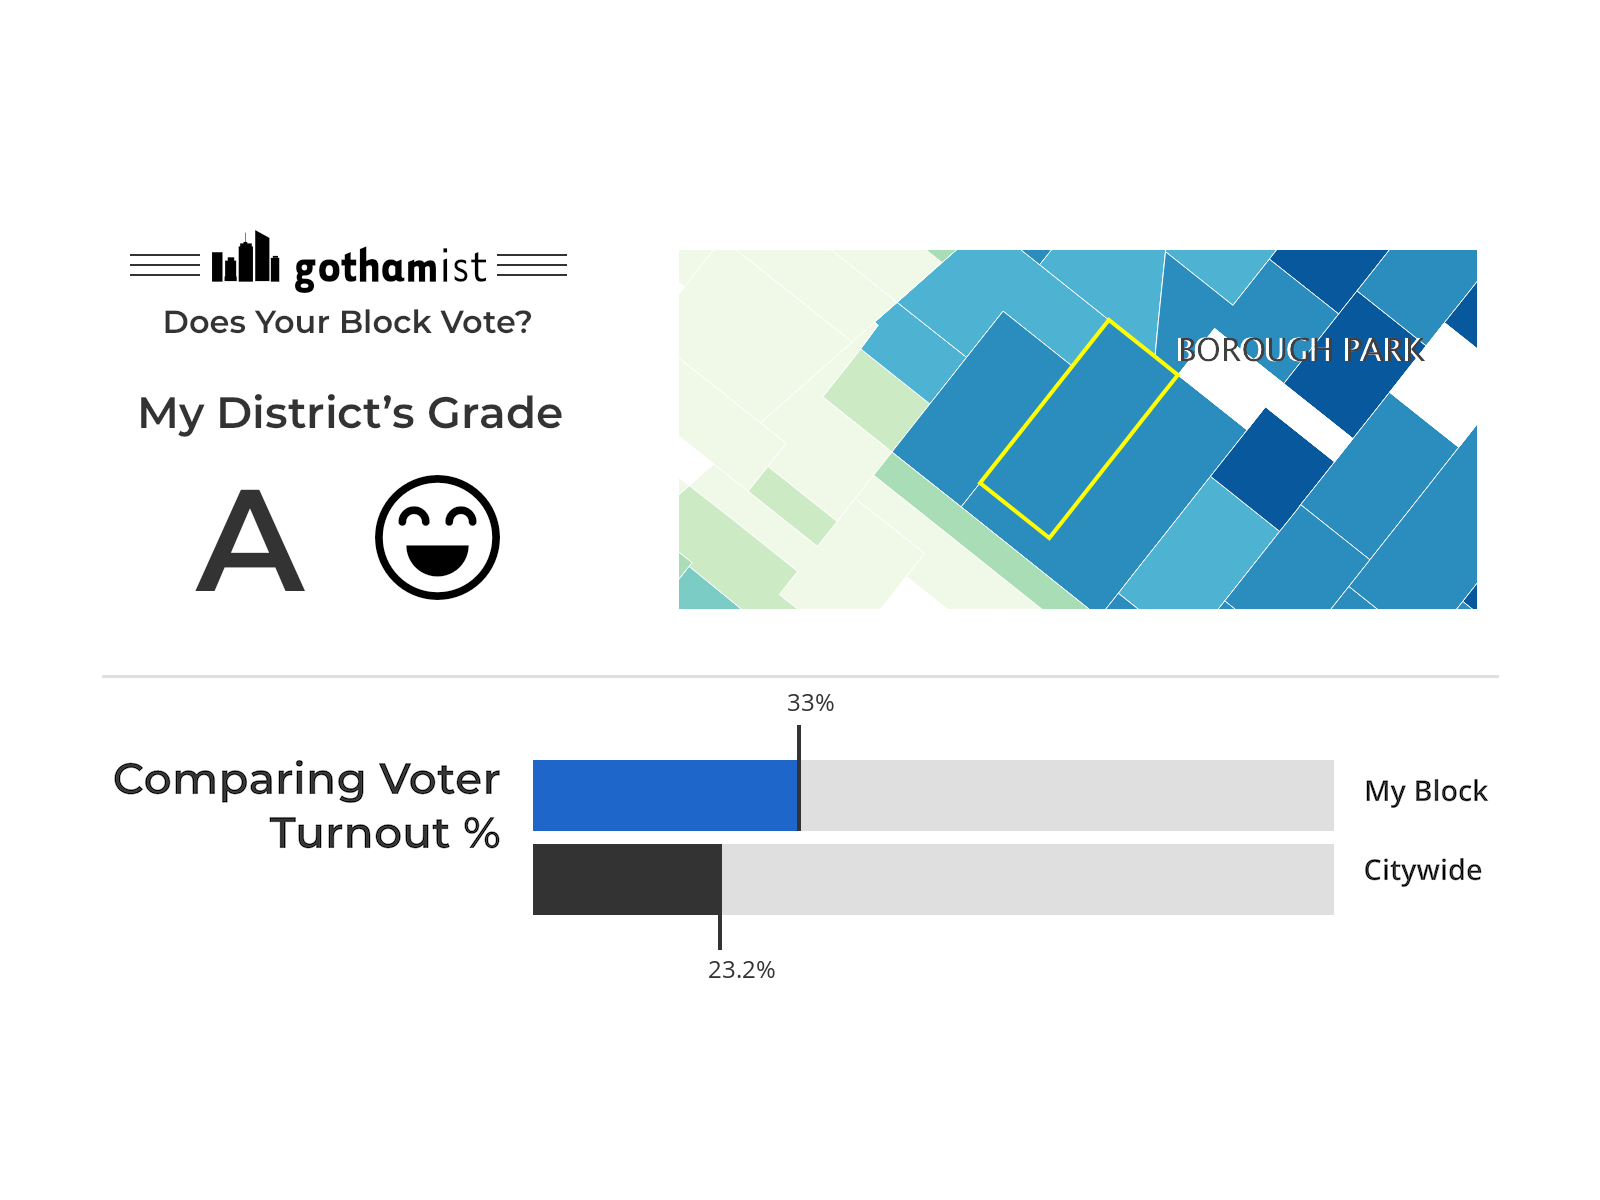 gothamist
Does Your Block Vote?
My District’s Grade
A
BOROUGH PARK
33%
Comparing Voter
Turnout %
My Block
Citywide
23.2%